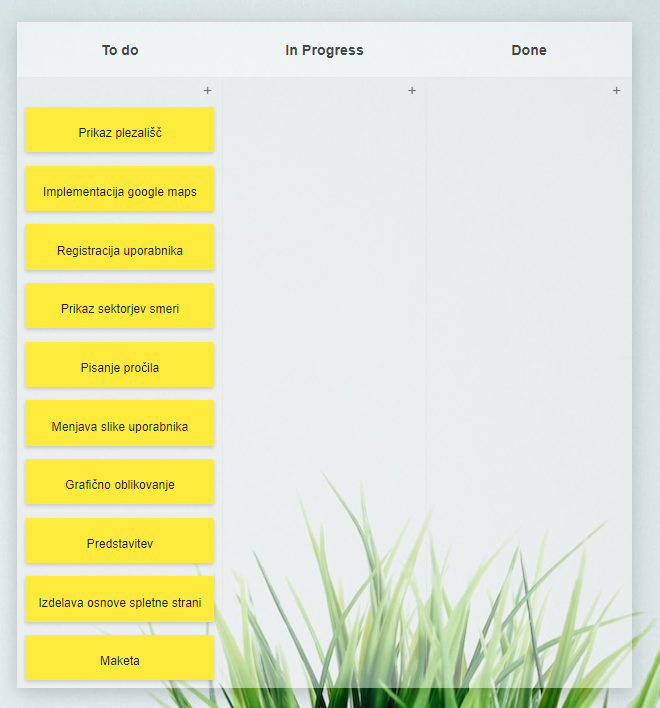 To do
In Progress
Done
+
+
+
Prikaz plezališč
Implementacija google maps
Registracija uporabnika
Prikaz sektorjev smeri
Pisanje pročila
Menjava slike uporabnika
Grafično oblikovanje
Predstavitev
Izdelava osnove spletne strani
Maketa